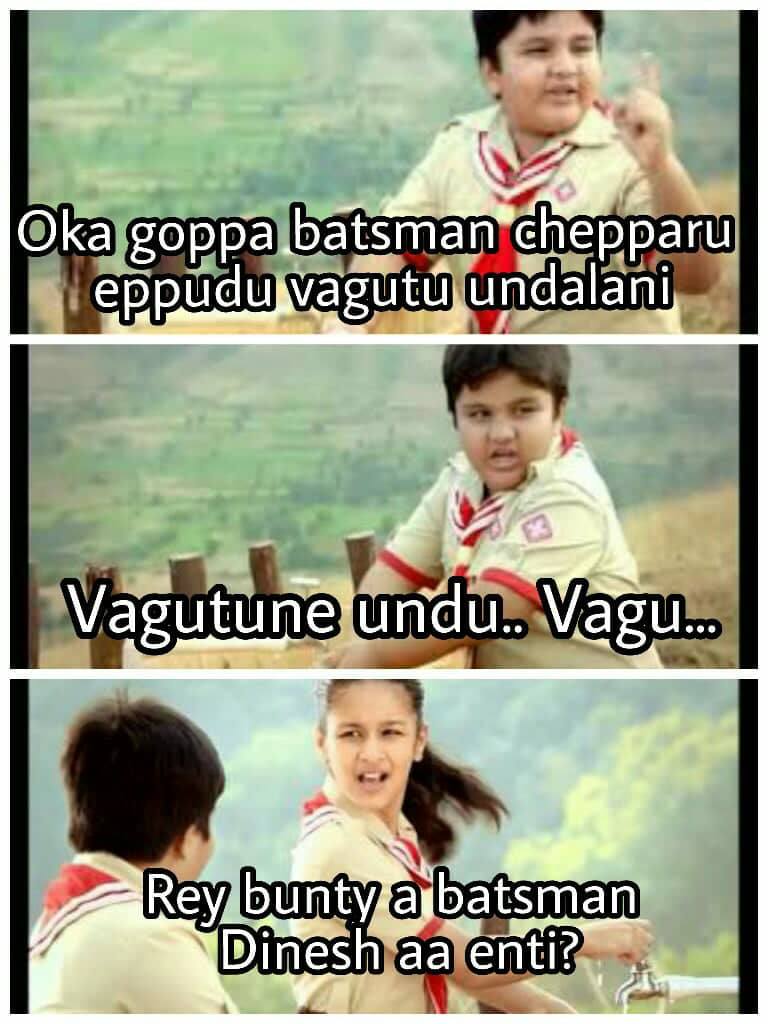 Oka goppa batsman chepparu
eppudu vagutu undalani
Vagutune undu.. Vagu...
Rey bunty a batsman
Dinesh aa enti?